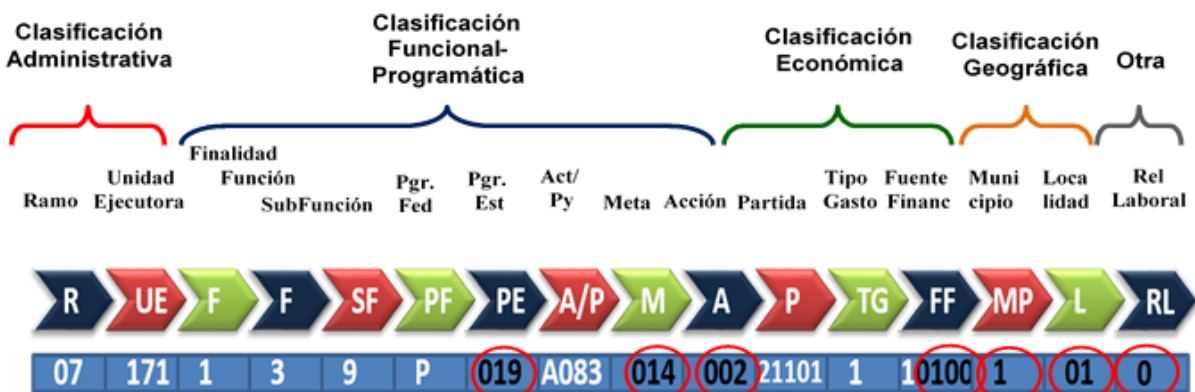 Clasificación
Administrativa
Clasificación
Funcional-
Programática
Clasificación
Económica
Clasificación
Geográfica
Otra
Ramo
Unidad
Ejecutora
Finalidad
Función
SubFunción
Pgr.
Fed
Pgr.
Est
Act/
Py
Meta
Acción
Partida
Tipo
Gasto
Fuente
Financ
Muni
cipio
Loca
lidad
Rel
Laboral
R UE F F SF PF PE A/P M A P TG FF MP L RL
07 171 1 3 9 P 019 A083 014 002 21101 1 10100 1 01 0